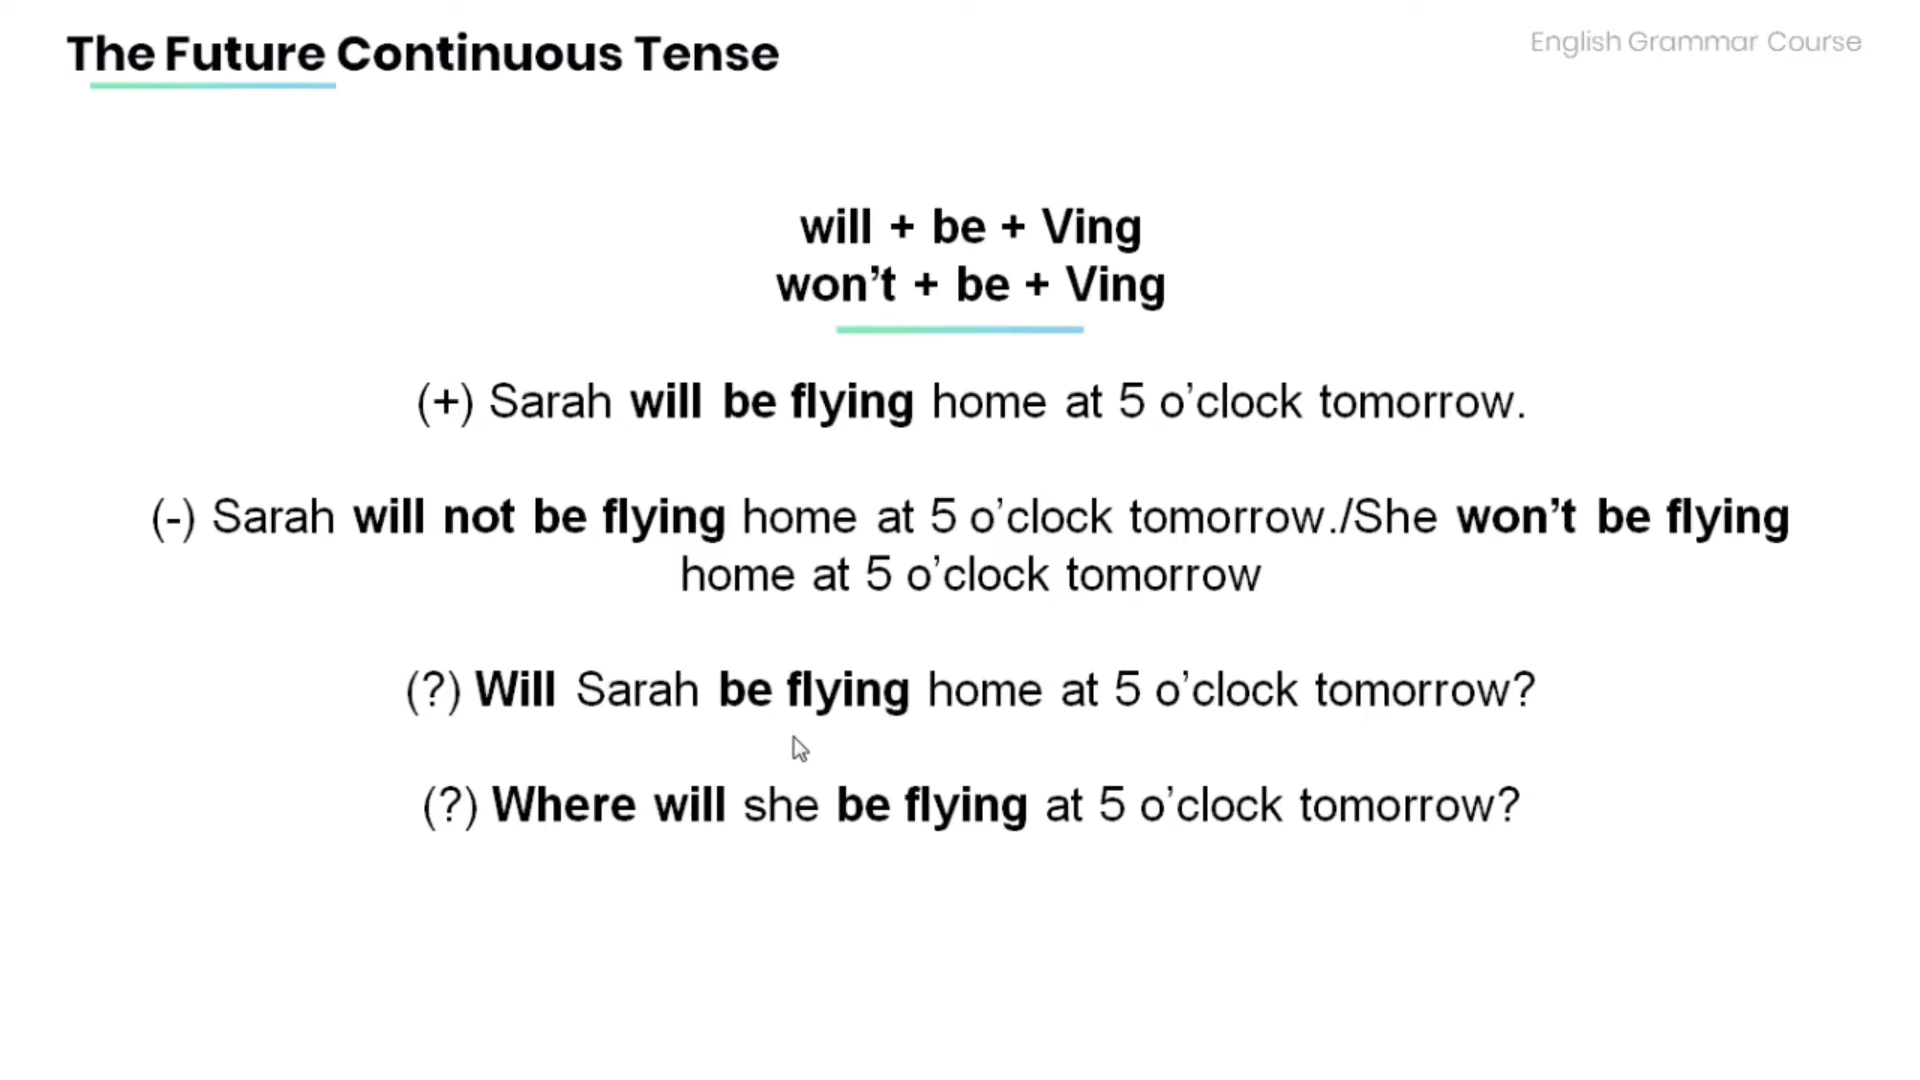 The Future Continuous Tense
English Grammar Course
will + be + Ving
won’t + be + Ving
(+) Sarah will be flying home at 5 o’clock tomorrow.
(-) Sarah will not be flying home at 5 o’clock tomorrow./She won’t be flying
home at 5 o’clock tomorrow
(?) Will Sarah be flying home at 5 o’clock tomorrow?
(?) Where will she be flying at 5 o’clock tomorrow?